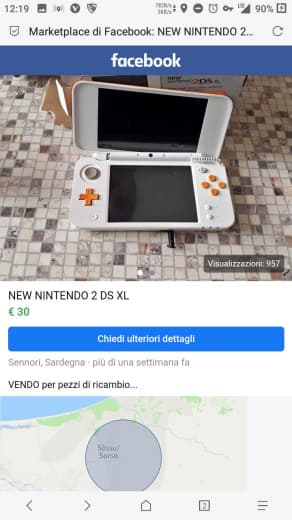 12:19
90%
Marketplace di Facebook: NEW NINTENDO 2...
facebook
NEW
2DS XL
Visualizzazioni: 957
NEW NINTENDO 2 DS XL
€ 30
Chiedi ulteriori dettagli
Sennori, Sardegna · più di una settimana fa
VENDO per pezzi di ricambio...
Sòssu/
Sorso
2